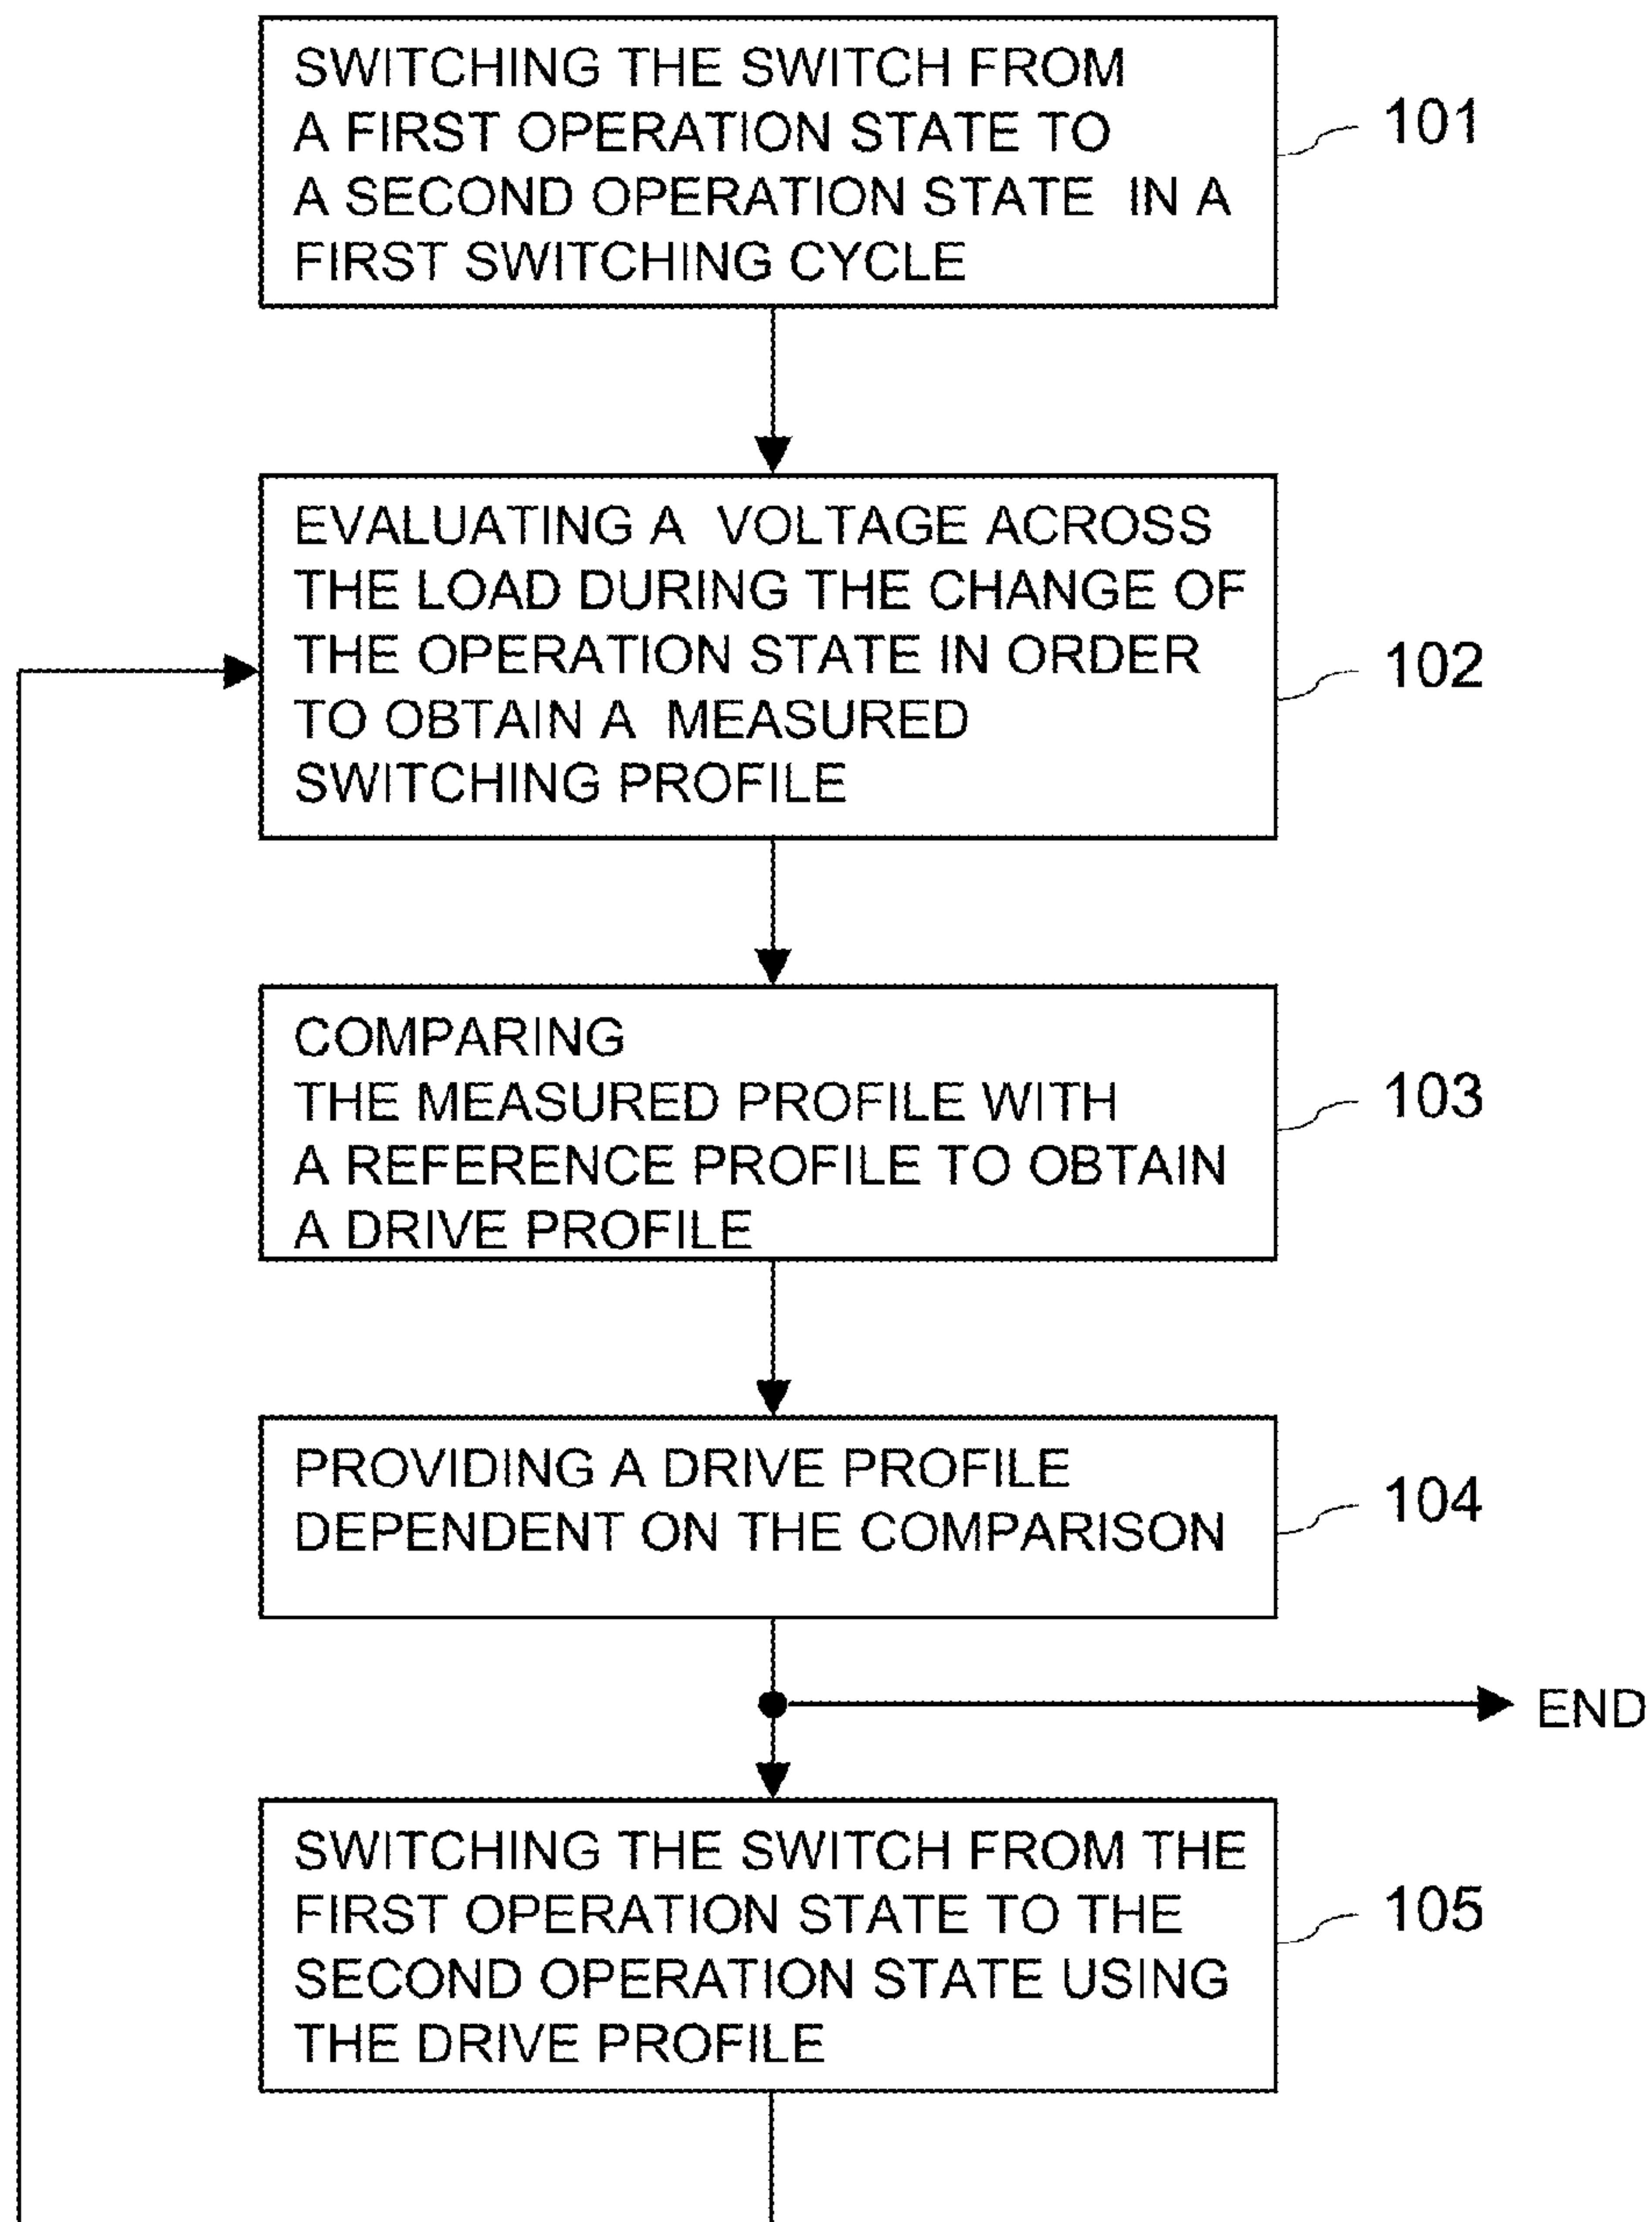 SWITCHING THE SWITCH FROM
A FIRST OPERATION STATE TO
A SECOND OPERATION STATE IN A
FIRST SWITCHING CYCLE
101
EVALUATING A VOLTAGE ACROSS
THE LOAD DURING THE CHANGE OF
THE OPERATION STATE IN ORDER
TO OBTAIN A MEASURED
SWITCHING PROFILE
102
COMPARING
THE MEASURED PROFILE WITH
A REFERENCE PROFILE TO OBTAIN
A DRIVE PROFILE
103
PROVIDING A DRIVE PROFILE
DEPENDENT ON THE COMPARISON
104
END
SWITCHING THE SWITCH FROM THE
FIRST OPERATION STATE TO THE
SECOND OPERATION STATE USING
THE DRIVE PROFILE
105